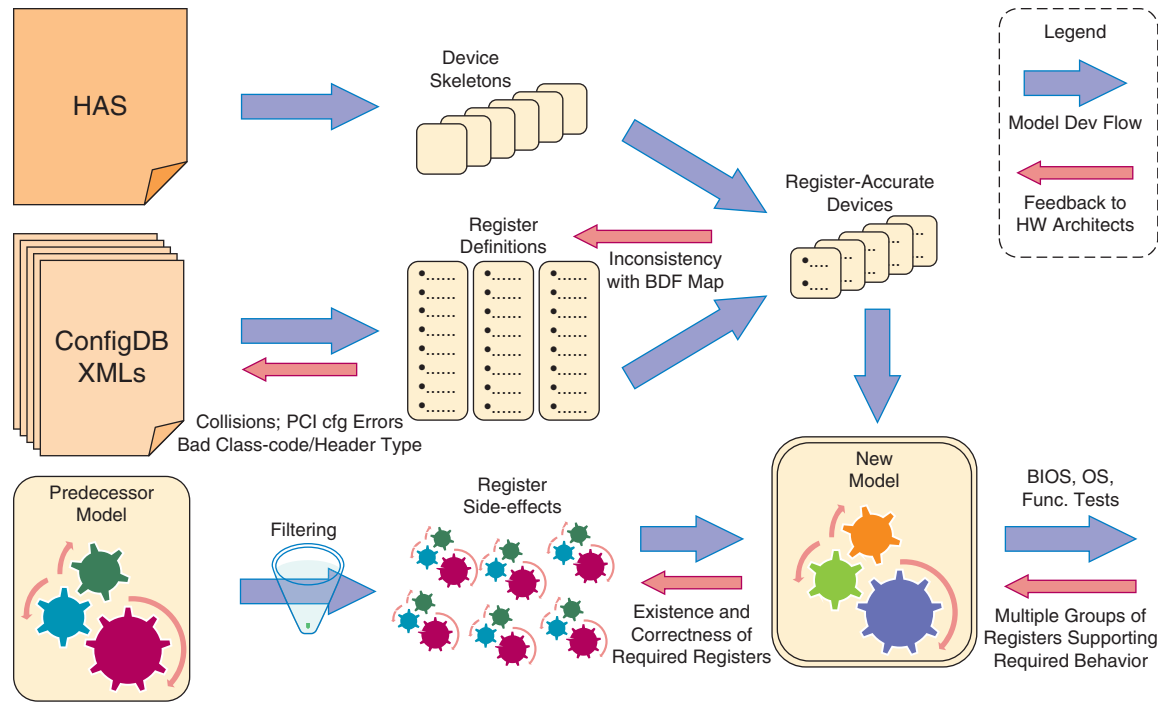 HAS
Device
Skeletons
Legend
Model Dev Flow
Feedback to
HW Architects
Register-Accurate
Devices
Register
Definitions
Inconsistency
with BDF Map
ConfigDB
XMLs
Collisions; PCI cfg Errors
Bad Class-code/Header Type
Predecessor
Model
Filtering
Register
Side-effects
Existence and
Correctness of
Required Registers
New
Model
BIOS, OS,
Func. Tests
Multiple Groups of
Registers Supporting
Required Behavior